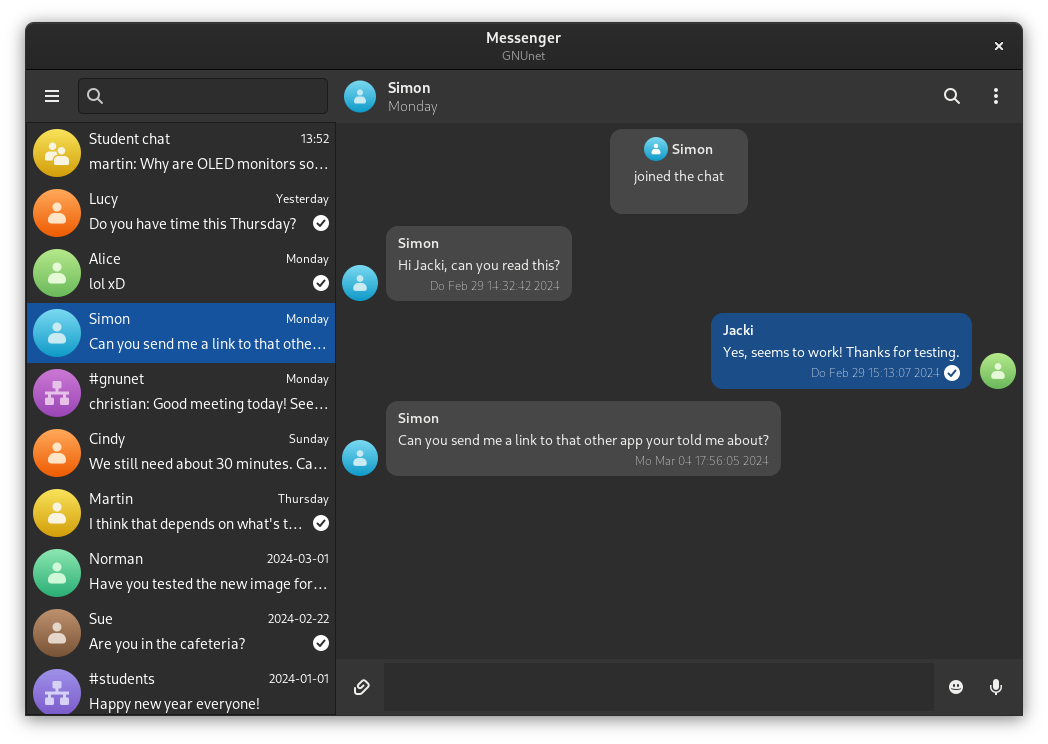 Messenger
GNUnet
Simon
Monday
Student chat 13:52
martin: Why are OLED monitors so...
Lucy Yesterday
Do you have time this Thursday?
Alice Monday
lol xD
Simon Monday
Can you send me a link to that othe...
#gnunet Monday
christian: Good meeting today! See...
Cindy Sunday
We still need about 30 minutes. Ca...
Martin Thursday
I think that depends on what's t...
Norman 2024-03-01
Have you tested the new image for...
Sue 2024-02-22
Are you in the cafeteria?
#students 2024-01-01
Happy new year everyone!
Simon
joined the chat
Simon
Hi Jacki, can you read this?
Do Feb 29 14:32:42 2024
Jacki
Yes, seems to work! Thanks for testing.
Do Feb 29 15:13:07 2024
Simon
Can you send me a link to that other app your told me about?
Mo Mar 04 17:56:05 2024